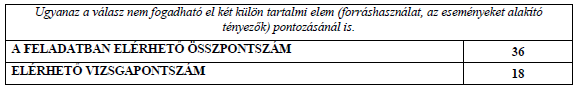 Ugyanaz a válasz nem fogadható el két külön tartalmi elem (forráshasználat, az eseményeket alakító
tényezők) pontozásánál is.
A FELADATBAN ELÉRHETŐ ÖSSZPONTSZÁM 36
ELÉRHETŐ VIZSGAPONTSZÁM 18